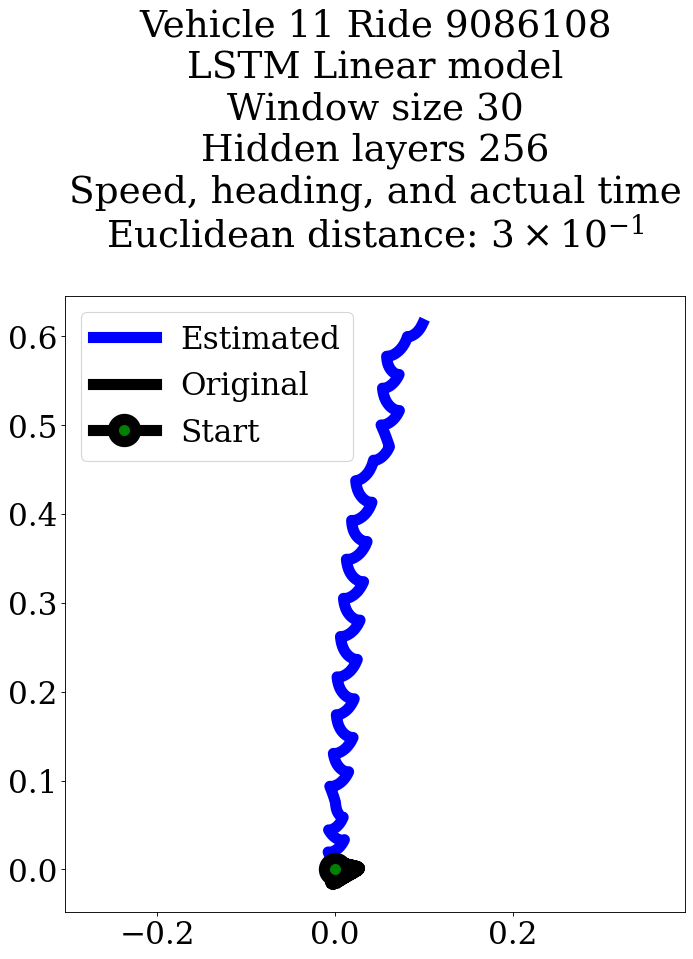 Vehicle 11 Ride 9086108
LSTM Linear model
Window size 30
Hidden layers 256
Speed, heading, and actual time
Euclidean distance: 3 × 10⁻¹
Estimated
Original
Start
0.6
0.5
0.4
0.3
0.2
0.1
0.0
−0.2 0.0 0.2